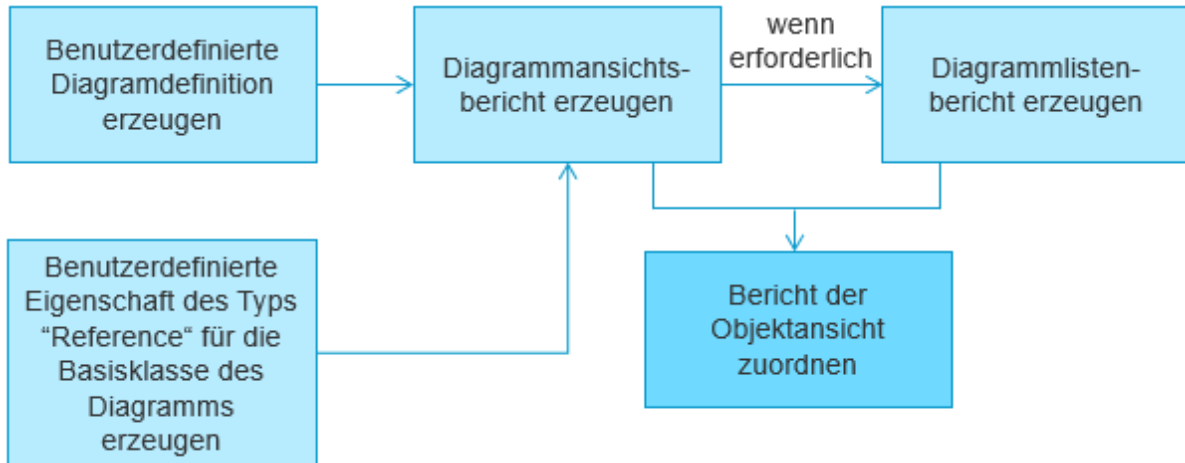 Benutzerdefinierte
Diagramdefinition
erzeugen
Diagrammansichts-
bericht erzeugen
wenn
erforderlich
Diagrammlisten-
bericht erzeugen
Benutzerdefinierte
Eigenschaft des Typs
“Reference“ für die
Basisklasse des
Diagramms
erzeugen
Bericht der
Objektansicht
zuordnen